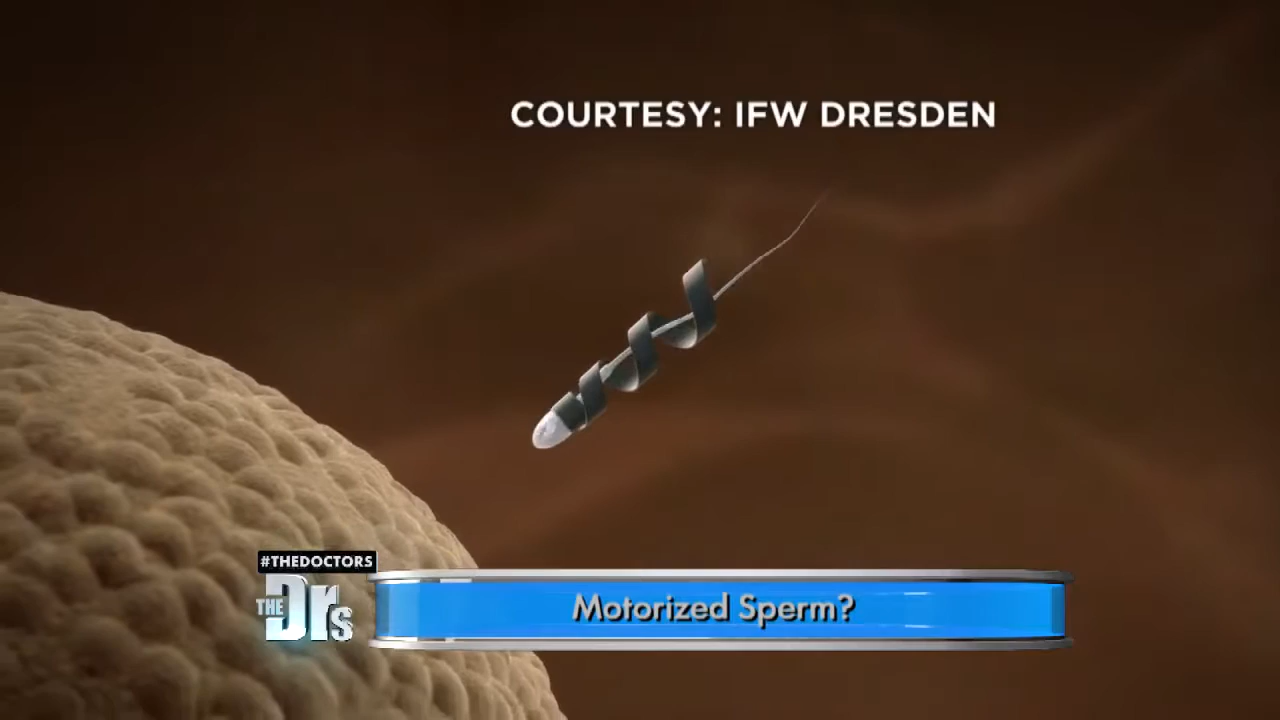 COURTESY: IFW DRESDEN
#THEDOCTORS
THE DRS
Motorized Sperm?